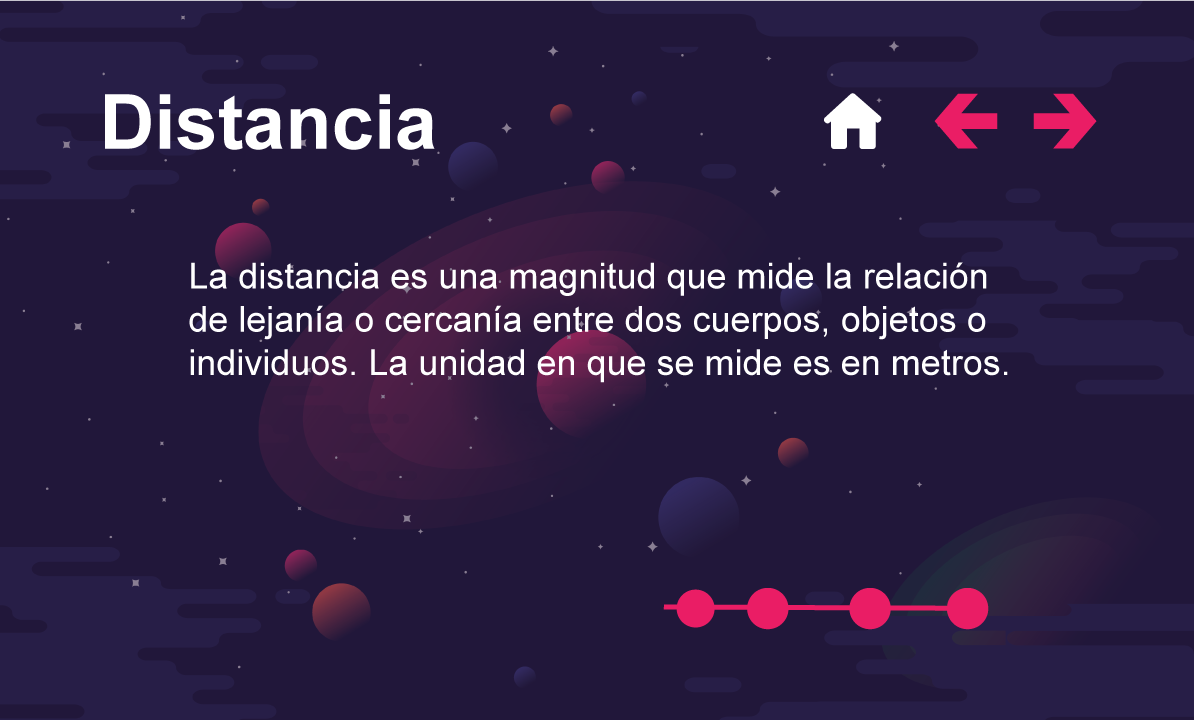 Distancia
La distancia es una magnitud que mide la relación
de lejanía o cercanía entre dos cuerpos, objetos o
individuos. La unidad en que se mide es en metros.